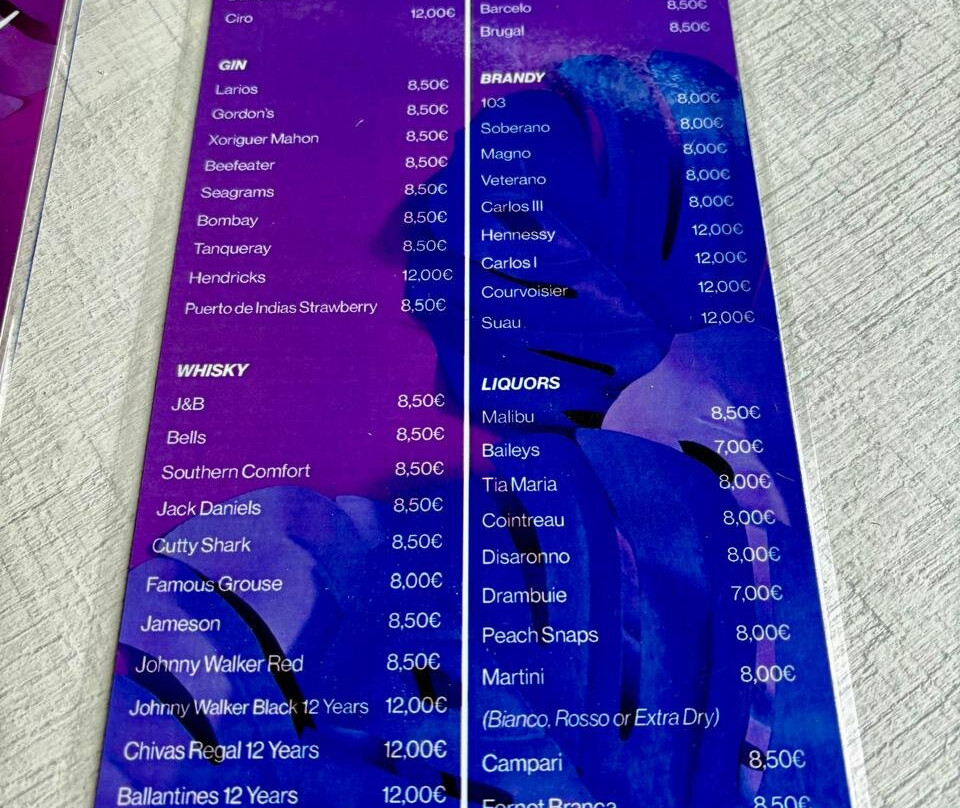 Ciro 12,00€
GIN
Larios 8,50€
Gordon's 8,50€
Xoriguer Mahon 8,50€
Beefeater 8,50€
Seagrams 8,50€
Bombay 8,50€
Tanqueray 8,50€
Hendricks 12,00€
Puerto de Indias Strawberry 8,50€
WHISKY
J&B 8,50€
Bells 8,50€
Southern Comfort 8,50€
Jack Daniels 8,50€
Cutty Shark 8,50€
Famous Grouse 8,00€
Jameson 8,50€
Johnny Walker Red 8,50€
Johnny Walker Black 12 Years 12,00€
Chivas Regal 12 Years 12,00€
Ballantines 12 Years 12,00€
Barcelo 8,50€
Brugal 8,50€
BRANDY
103 8,00€
Soberano 8,00€
Magno 8,00€
Veterano 8,00€
Carlos III 8,00€
Hennessy 12,00€
Carlos I 12,00€
Courvoisier 12,00€
Suau 12,00€
LIQUORS
Malibu 8,50€
Baileys 7,00€
Tia Maria 8,00€
Cointreau 8,00€
Disaronno 8,00€
Drambuie 7,00€
Peach Snaps 8,00€
Martini 8,00€
(Bianco, Rosso or Extra Dry)
Campari 8,50€
Fernet Branca 8,50€